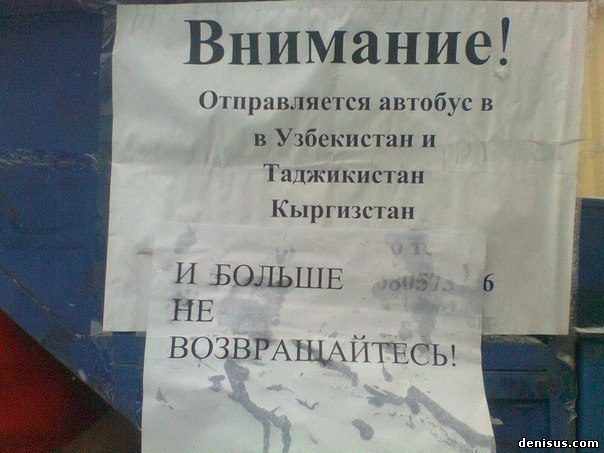 Внимание!
Отправляется автобус в
в Узбекистан и
Таджикистан
Кыргизстан
И БОЛЬШЕ
НЕ
ВОЗВРАЩАЙТЕСЬ!
denisus.com